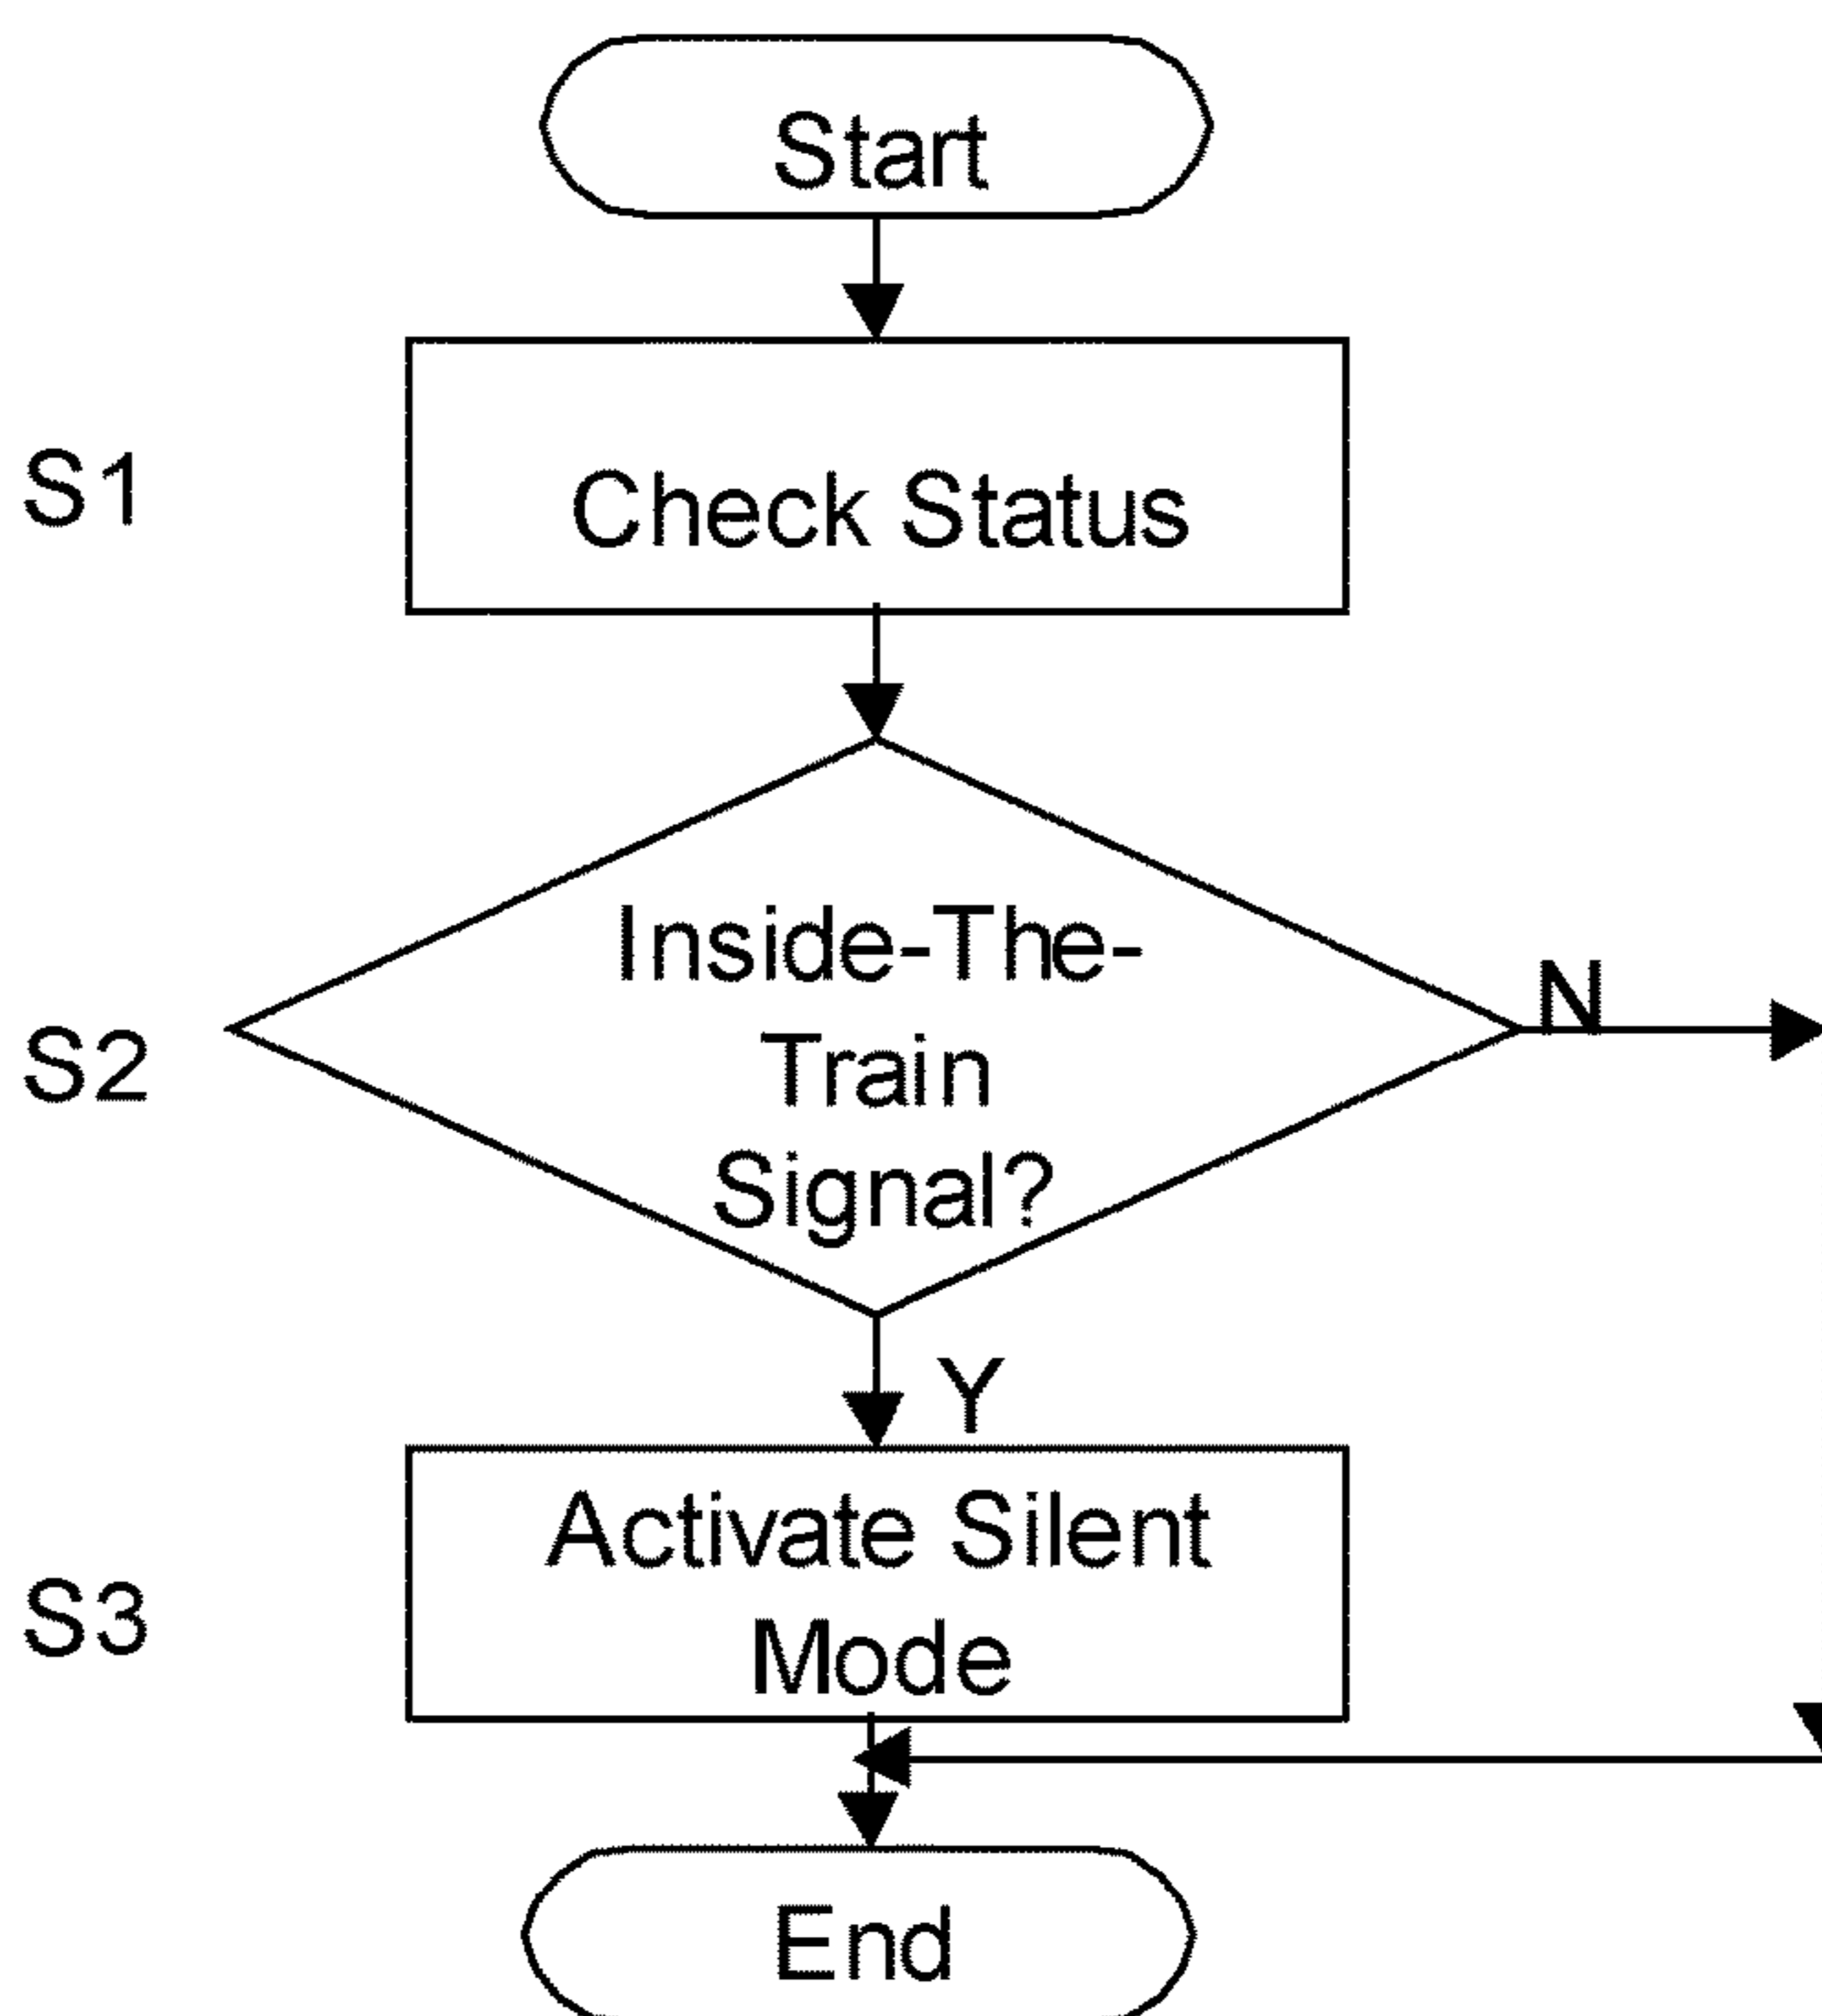 Start
S1
Check Status
S2
Inside-The-
Train
Signal?
N
Y
S3
Activate Silent
Mode
End